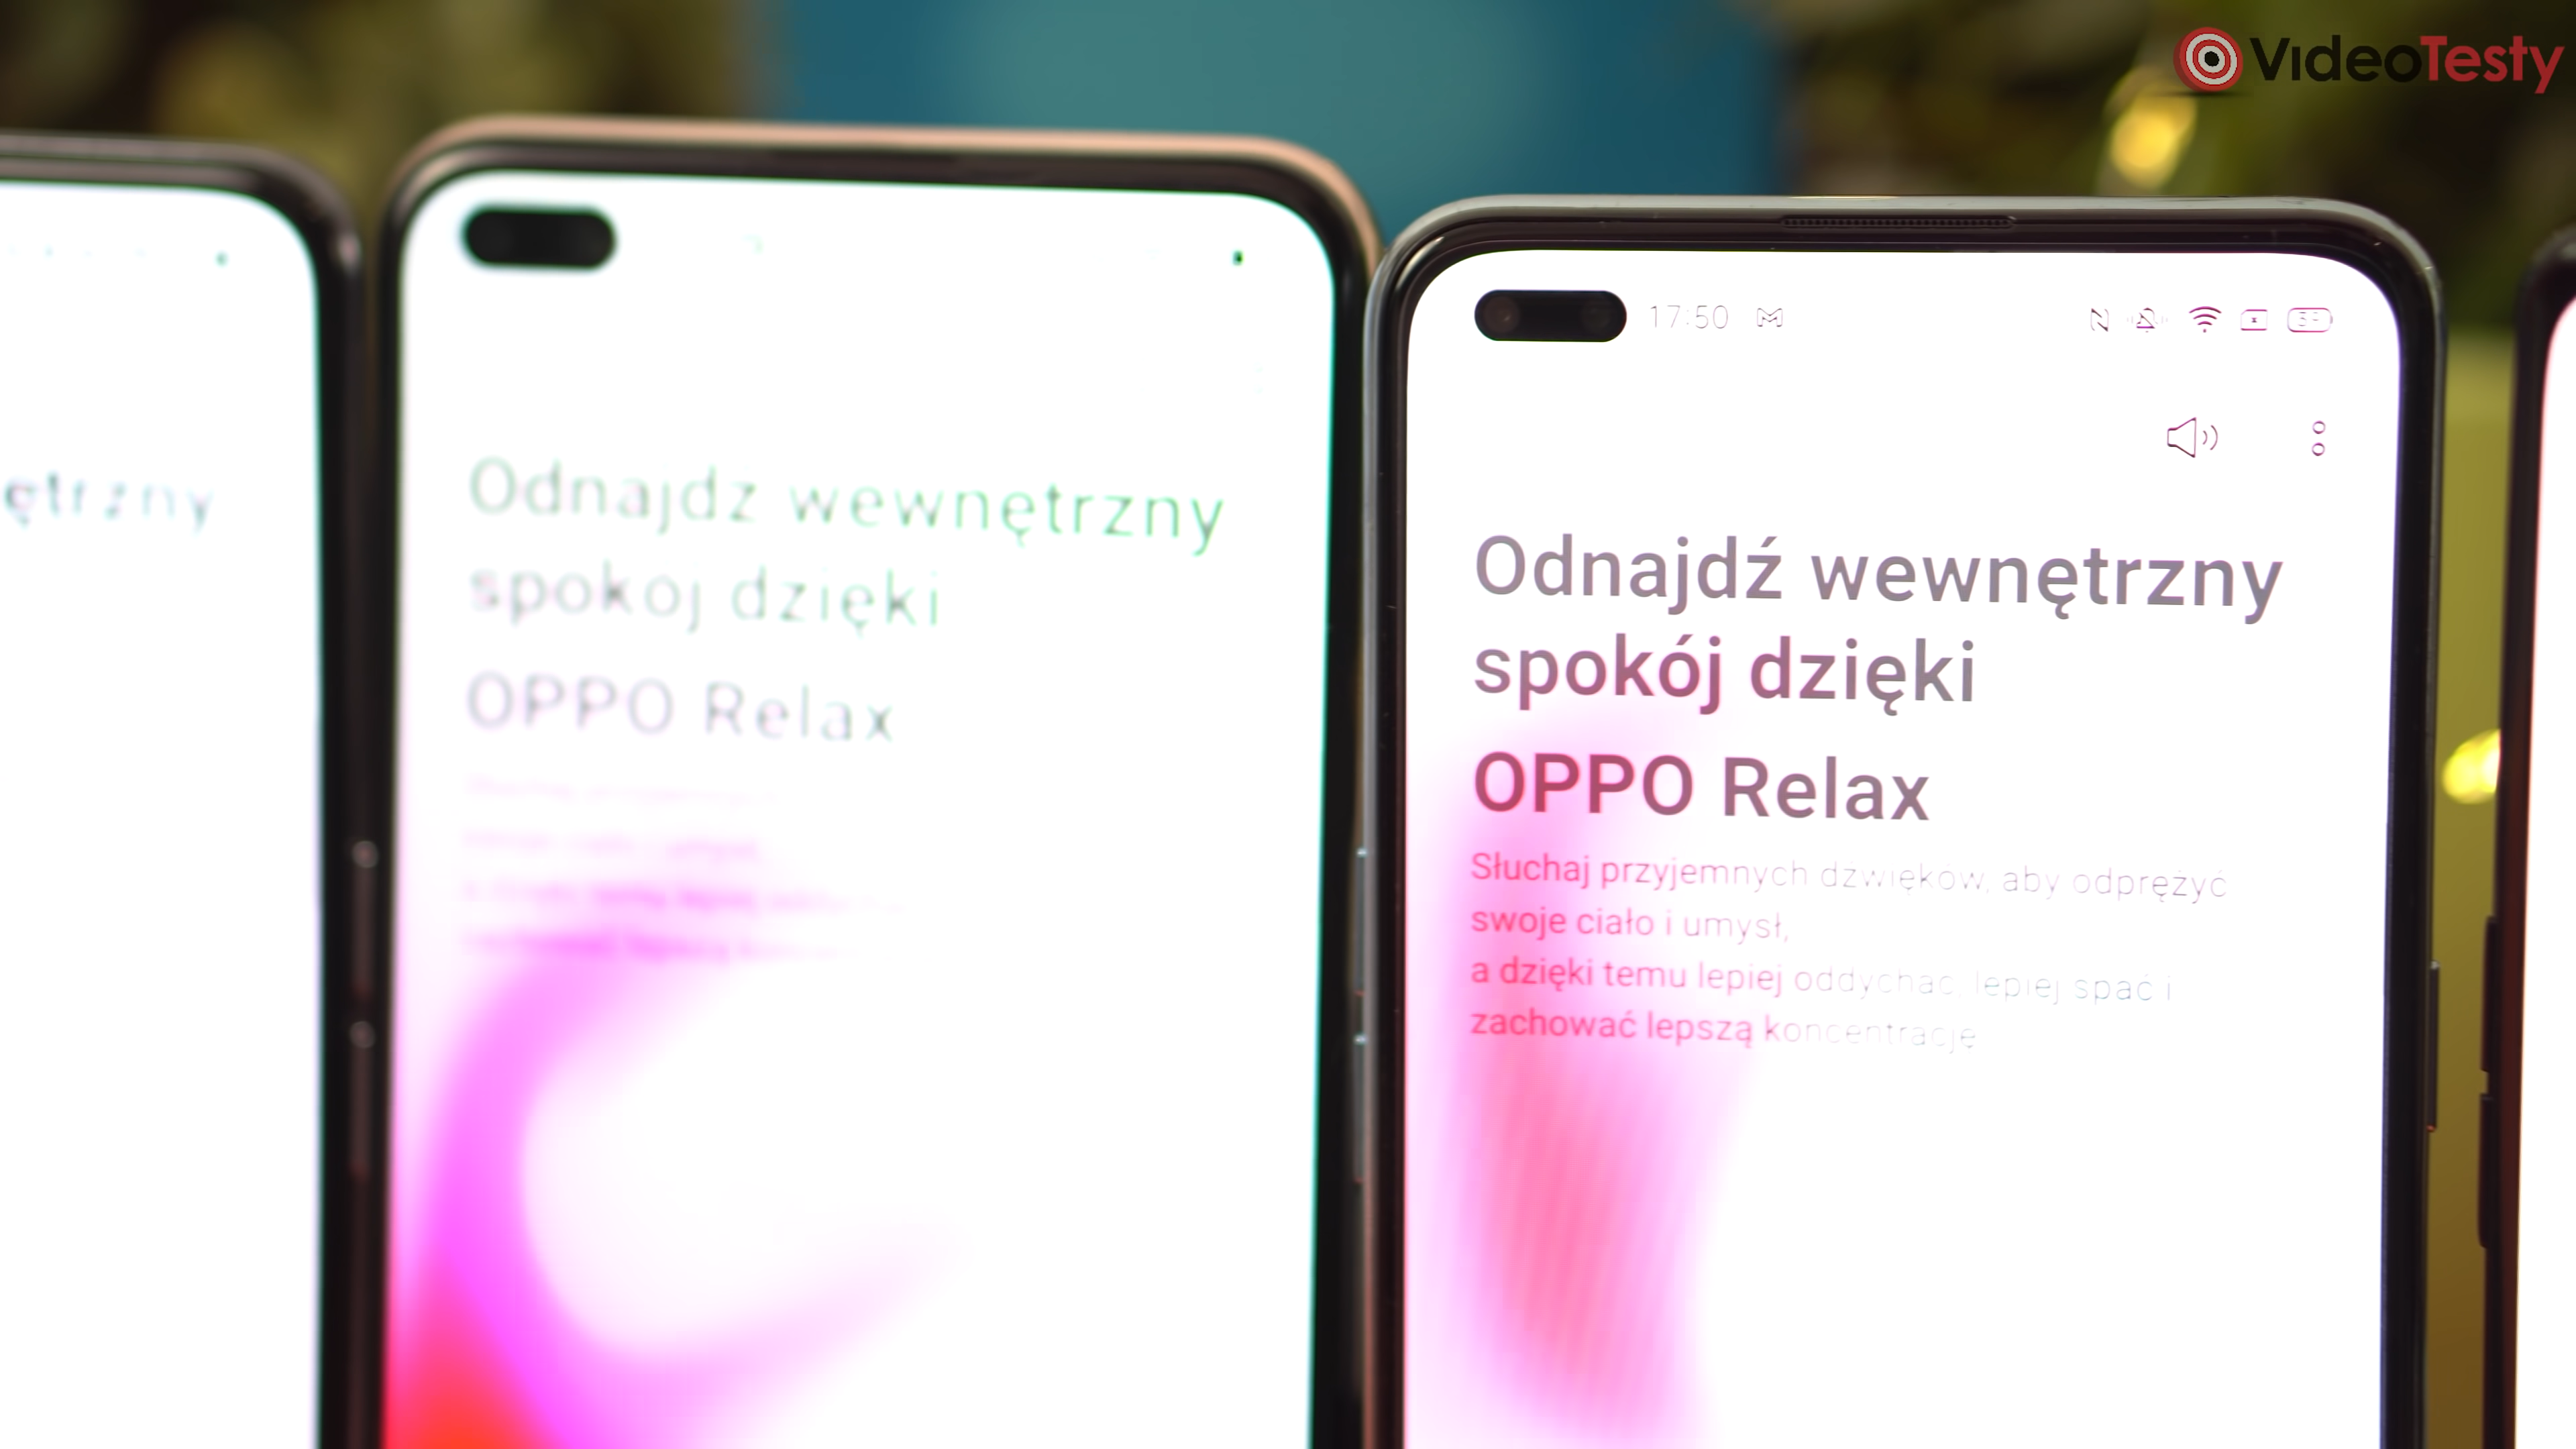 VideoTesty
ętrzny
Odnajdz wewnętrzny
spokoj dzięki
OPPO Relax
17:50
Odnajdź wewnętrzny
spokój dzięki
OPPO Relax
Słuchaj przyjemnych dźwięków, aby odprężyć
swoje ciało i umysł,
a dzięki temu lepiej oddychać, lepiej spać i
zachować lepszą koncentrację